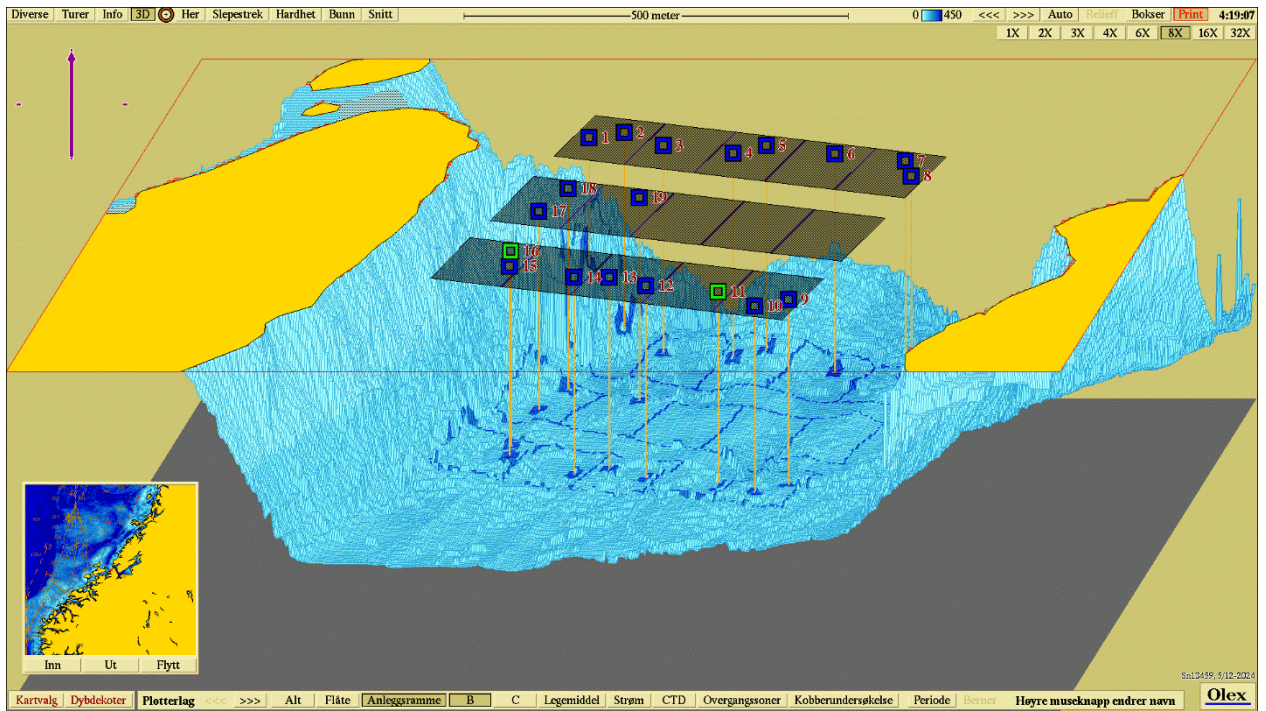 Diverse Turer Info 3D Her Slepestrek Hardhet Bunn Snitt 500 meter 0 450 <<< >>> Auto Relieff Bokser Print 4:19:07
1X 2X 3X 4X 6X 8X 16X 32X
1 2 3 4 5 6 7
8
18 19
17
16
15 14 13 12 11 10 9
Inn Ut Flytt
Sn13459, 5/12-2024
Kartvalg Dybdekoter Plotterlag <<< >>> Alt Flåte Anleggsramme B C Legemiddel Strøm CTD Overgangssoner Kobberundersøkelse Periode Berner Høyre museknapp endrer navn Olex